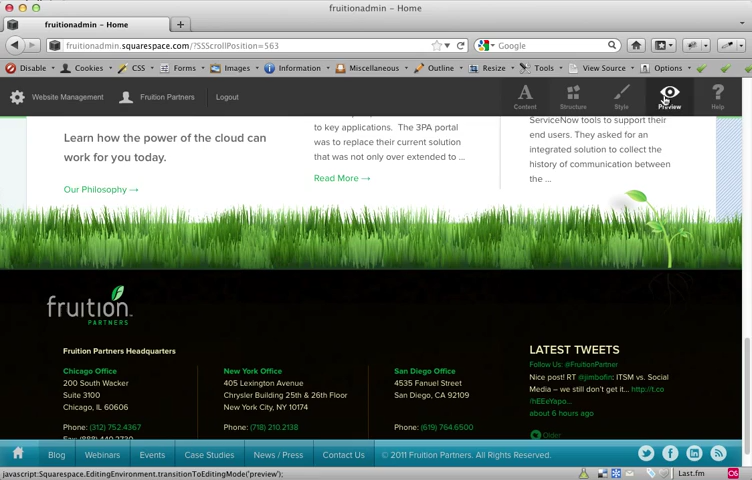 fruitionadmin – Home
fruitionadmin – Home
fruitionadmin.squarespace.com/?SSScrollPosition=563
Google
Disable Cookies CSS Forms Images Information Miscellaneous Outline Resize Tools View Source Options
Website Management Fruition Partners Logout
Content Structure Style Preview Help
Learn how the power of the cloud can
work for you today.
Our Philosophy →
to key applications. The 3PA portal
was to replace their current solution
that was not only over extended to ...
Read More →
ServiceNow tools to support their
end users. They asked for an
integrated solution to collect the
history of communication between
the ...
fruition
PARTNERS
Fruition Partners Headquarters
Chicago Office
200 South Wacker
Suite 3100
Chicago, IL 60606
Phone: (312) 752.4367
Fax: (888) 449.2730
New York Office
405 Lexington Avenue
Chrysler Building 25th & 26th Floor
New York City, NY 10174
Phone: (718) 210.2138
San Diego Office
4535 Fanuel Street
San Diego, CA 92109
Phone: (619) 764.6500
LATEST TWEETS
Follow Us: @FruitionPartner
Nice post! RT @jimbofin: ITSM vs. Social
Media – we still don't get it... http://t.co
/hEEeYapo...
about 6 hours ago
Older
Blog Webinars Events Case Studies News / Press Contact Us © 2011 Fruition Partners. All Rights Reserved.
javascript:Squarespace.EditingEnvironment.transitionToEditingMode('preview');
Last.fm